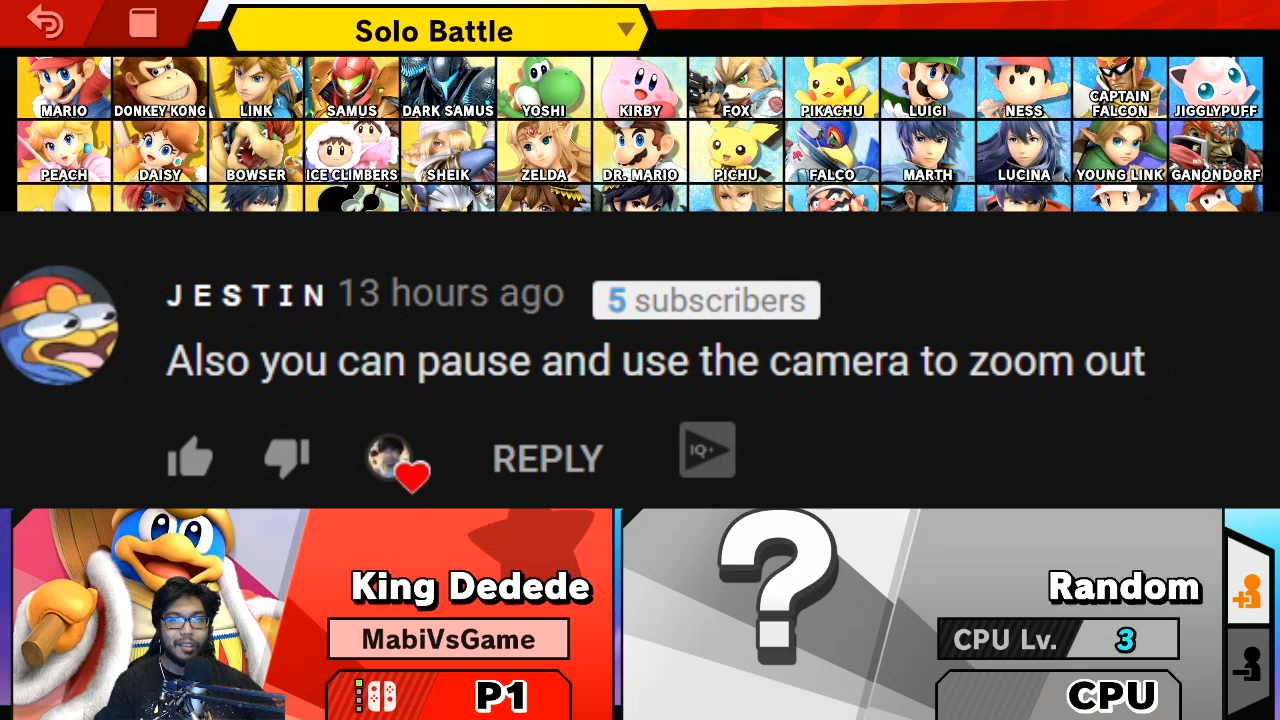 Solo Battle
MARIO DONKEY KONG LINK SAMUS DARK SAMUS YOSHI KIRBY FOX PIKACHU LUIGI NESS CAPTAIN FALCON JIGGLYPUFF
PEACH DAISY BOWSER ICE CLIMBERS SHEIK ZELDA DR. MARIO PICHU FALCO MARTH LUCINA YOUNG LINK GANONDORF
JESTIN 13 hours ago 5 subscribers
Also you can pause and use the camera to zoom out
REPLY IQ+
King Dedede
MabiVsGame
P1
Random
CPU Lv. 3
CPU